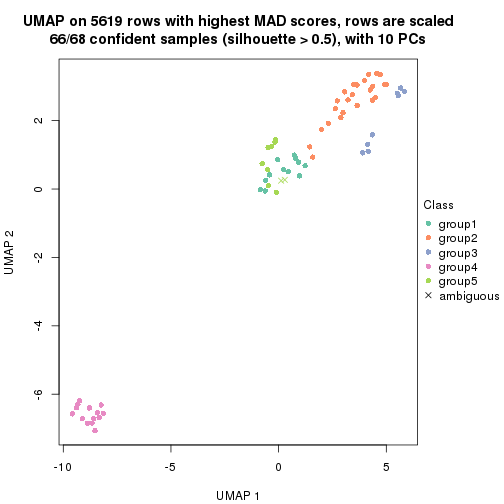 UMAP on 5619 rows with highest MAD scores, rows are scaled
66/68 confident samples (silhouette > 0.5), with 10 PCs
2
0
-2
-4
-6
UMAP 2
-10
-5
0
5
UMAP 1
Class
group1
group2
group3
group4
group5
ambiguous